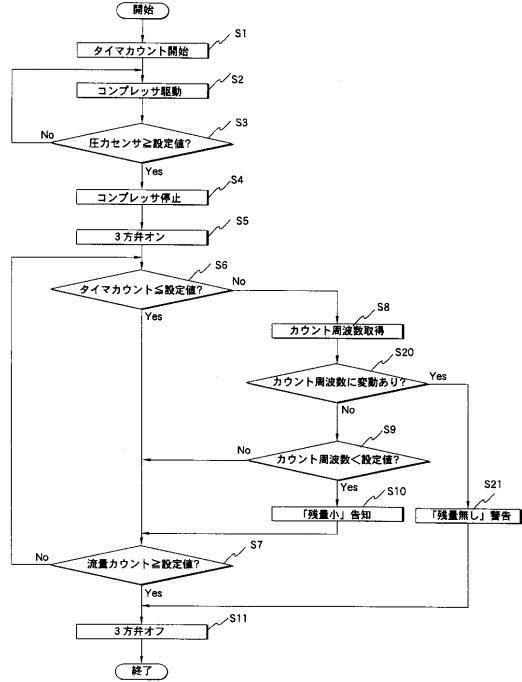 開始
S1
タイマカウント開始
S2
コンプレッサ駆動
S3
圧力センサ≧設定値?
No
Yes
S4
コンプレッサ停止
S5
3方弁オン
S6
タイマカウント≦設定値?
No
Yes
S8
カウント周波数取得
S20
カウント周波数に変動あり?
Yes
No
S9
カウント周波数<設定値?
No
Yes
S10
「残量小」告知
S21
「残量無し」警告
S7
流量カウント≧設定値?
No
Yes
S11
3方弁オフ
終了